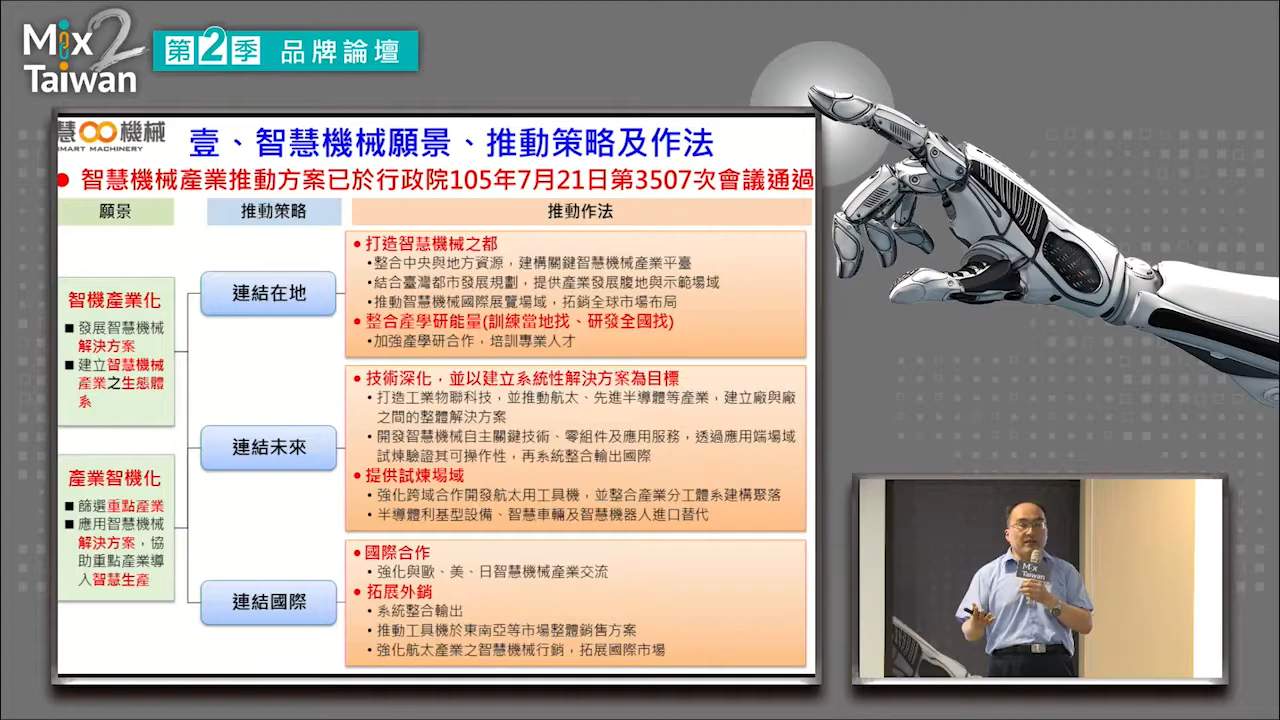 Mix 2
Taiwan
第2季 品牌論壇
慧機械
MART MACHINERY
壹、智慧機械願景、推動策略及作法
● 智慧機械產業推動方案已於行政院105年7月21日第3507次會議通過
願景
推動策略
推動作法
智機產業化
■ 發展智慧機械
解決方案
■ 建立智慧機械
產業之生態體
系
產業智機化
■ 篩選重點產業
■ 應用智慧機械
解決方案，協
助重點產業導
入智慧生產
連結在地
連結未來
連結國際
• 打造智慧機械之都
• 整合中央與地方資源，建構關鍵智慧機械產業平臺
• 結合臺灣都市發展規劃，提供產業發展腹地與示範場域
• 推動智慧機械國際展覽場域，拓銷全球市場布局
• 整合產學研能量(訓練當地找、研發全國找)
• 加強產學研合作，培訓專業人才
• 技術深化，並以建立系統性解決方案為目標
• 打造工業物聯科技，並推動航太、先進半導體等產業，建立廠與廠
之間的整體解決方案
• 開發智慧機械自主關鍵技術、零組件及應用服務，透過應用端場域
試煉驗證其可操作性，再系統整合輸出國際
• 提供試煉場域
• 強化跨域合作開發航太用工具機，並整合產業分工體系建構聚落
• 半導體利基型設備、智慧車輛及智慧機器人進口替代
• 國際合作
• 強化與歐、美、日智慧機械產業交流
• 拓展外銷
• 系統整合輸出
• 推動工具機於東南亞等市場整體銷售方案
• 強化航太產業之智慧機械行銷，拓展國際市場
Mix
Taiwan